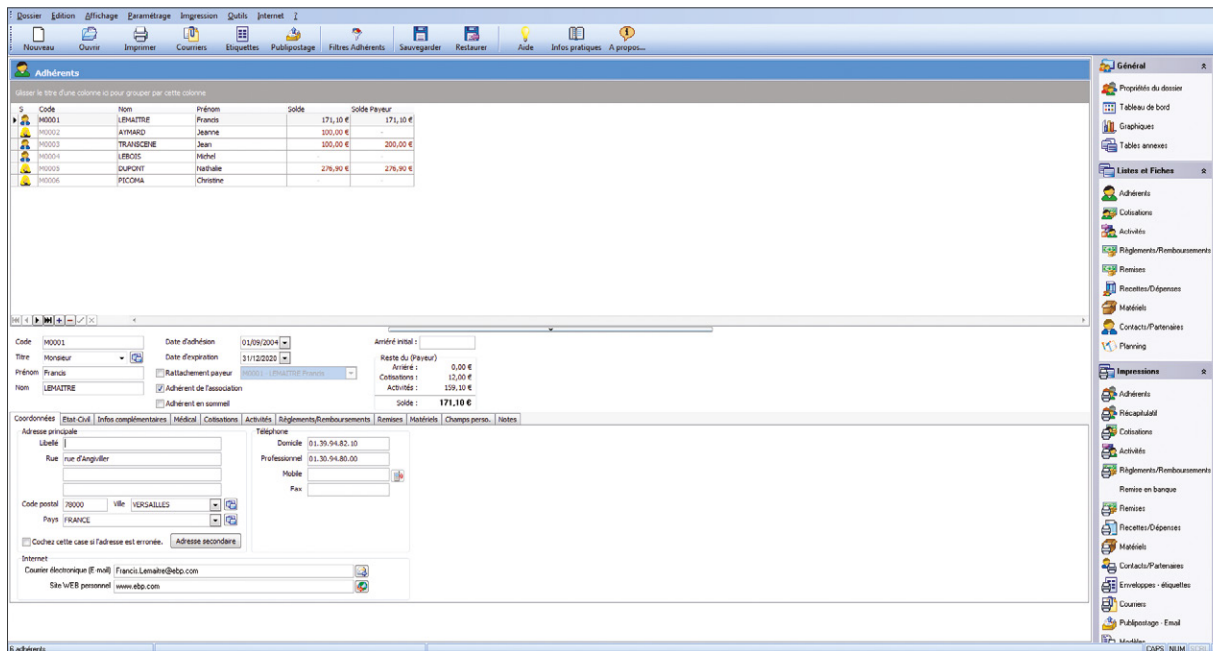 Dossier Edition Affichage Paramétrage Impression Outils Internet ?
Nouveau Ouvrir Imprimer Courriers Etiquettes Publipostage Filtres Adhérents Sauvegarder Restaurer Aide Infos pratiques A propos...
Adhérents
Glisser le titre d'une colonne ici pour grouper par cette colonne
S Code Nom Prénom Solde Solde Payeur
M0001 LEMAITRE Francis 171,10 € 171,10 €
M0002 AYMARD Jeanne 100,00 € -
M0003 TRANSCENE Jean 100,00 € 200,00 €
M0004 LEBOIS Michel - -
M0005 DUPONT Nathalie 276,90 € 276,90 €
M0006 PICOMA Christine - -
Code M0001 Date d'adhésion 01/09/2004 Arriéré initial :
Titre Monsieur Date d'expiration 31/12/2020 Reste du (Payeur)
Arriéré : 0,00 €
Prénom Francis Rattachement payeur M0001 - LEMAITRE Francis Cotisations : 12,00 €
Nom LEMAITRE Adhérent de l'association Activités : 159,10 €
Adhérent en sommeil Solde : 171,10 €
Coordonnées Etat-Civil Infos complémentaires Médical Cotisations Activités Règlements/Remboursements Remises Matériels Champs perso. Notes
Adresse principale Téléphone
Libellé Domicile 01.39.94.82.10
Rue rue d'Angiviller Professionnel 01.30.94.80.00
Mobile
Fax
Code postal 78000 Ville VERSAILLES
Pays FRANCE
Cochez cette case si l'adresse est erronée. Adresse secondaire
Internet
Courrier électronique (E-mail) Francis.Lemaitre@ebp.com
Site WEB personnel www.ebp.com
6 adhérents
Général
Propriétés du dossier
Tableau de bord
Graphiques
Tables annexes
Listes et Fiches
Adhérents
Cotisations
Activités
Règlements/Remboursements
Remises
Recettes/Dépenses
Matériels
Contacts/Partenaires
Planning
Impressions
Adhérents
Récapitulatif
Cotisations
Activités
Règlements/Remboursements
Remise en banque
Remises
Recettes/Dépenses
Matériels
Contacts/Partenaires
Enveloppes - étiquettes
Courriers
Publipostage - Email
Modèles
CAPS NUM SCRL